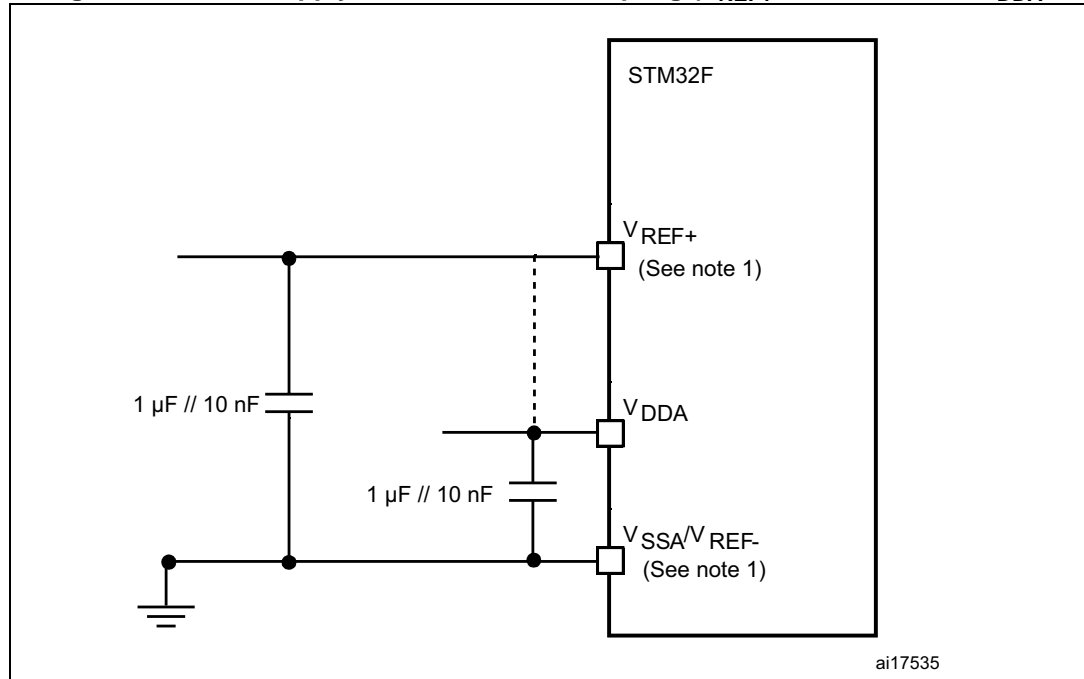 STM32F
VREF+
(See note 1)
1 µF // 10 nF
VDDA
1 µF // 10 nF
VSSA/VREF-
(See note 1)
ai17535